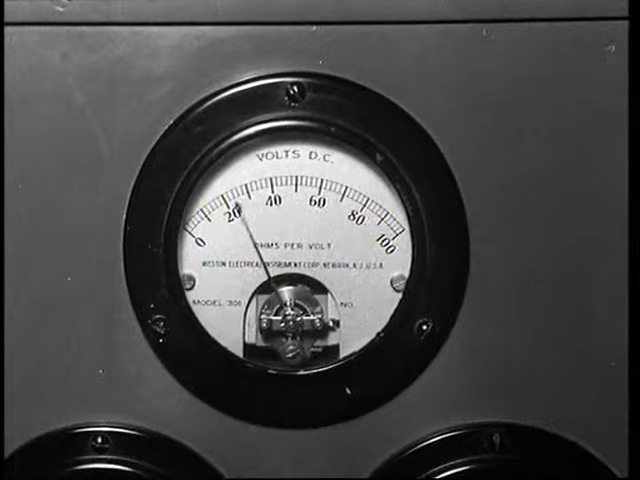 VOLTS D.C.
0 20 40 60 80 100
OHMS PER VOLT
WESTON ELECTRICAL INSTRUMENT CORP. NEWARK, N.J., U.S.A.
MODEL 301 NO.